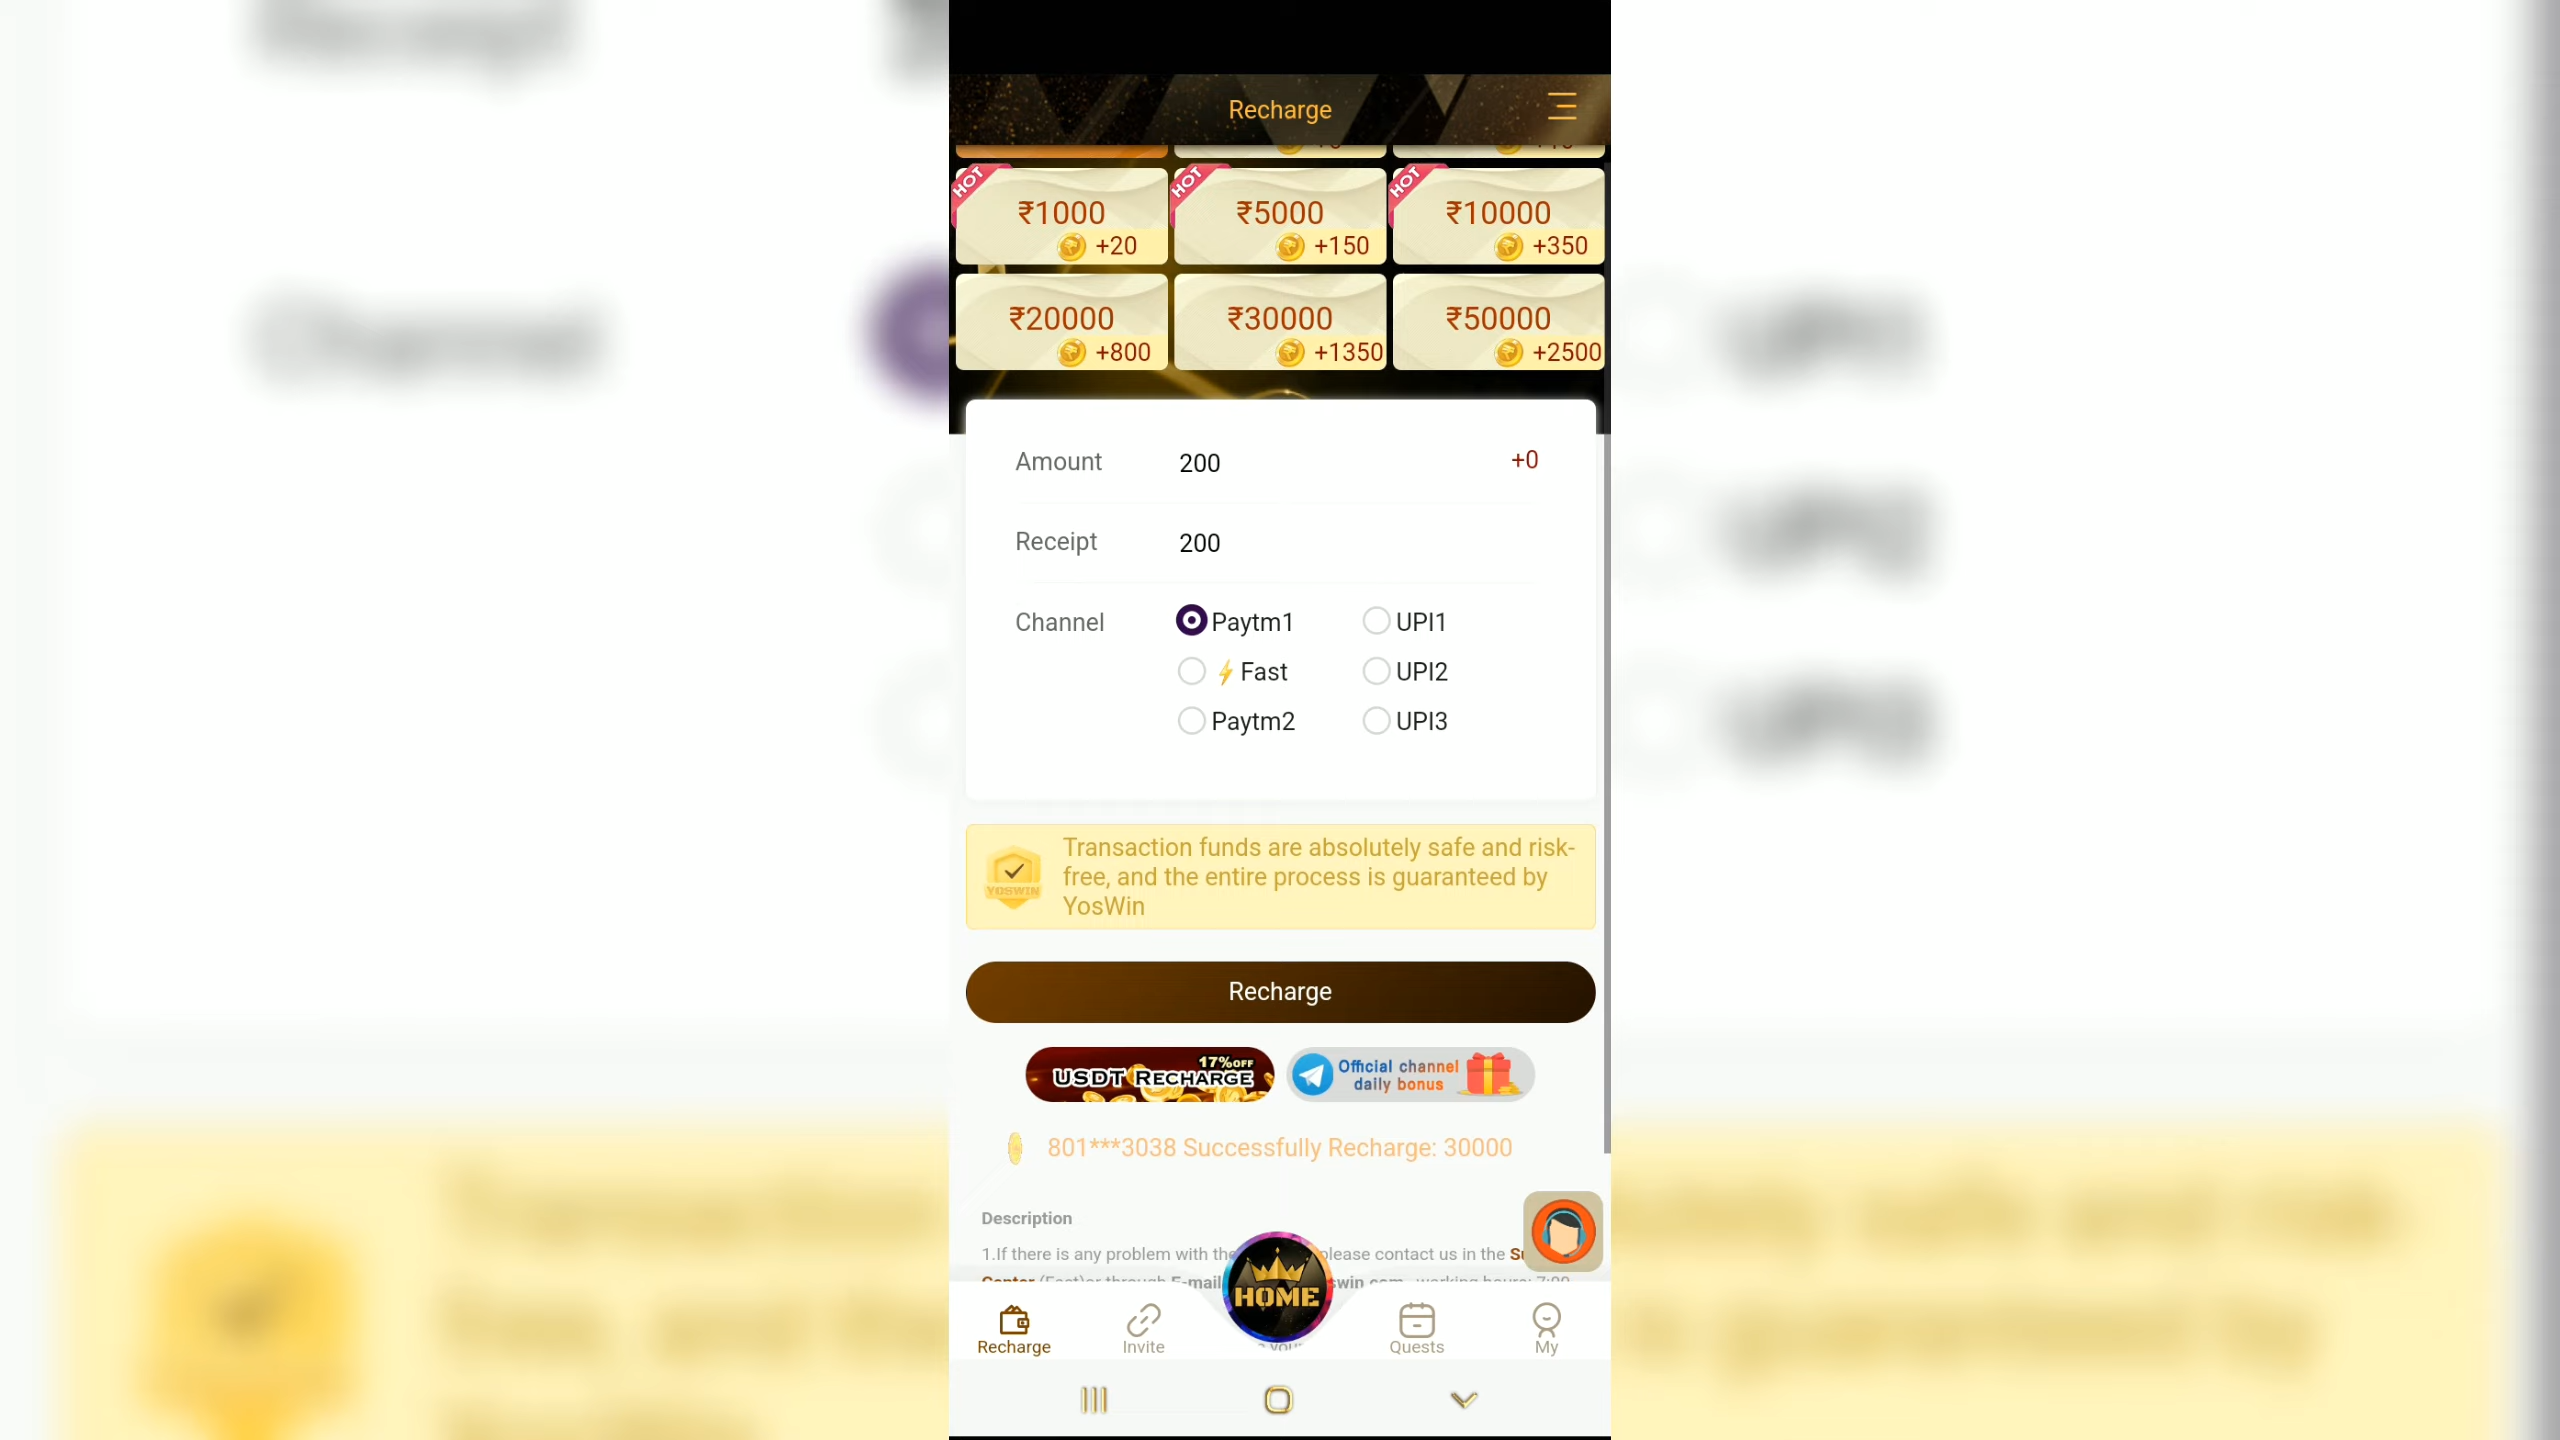 Recharge
HOT
₹1000
+20
HOT
₹5000
+150
HOT
₹10000
+350
₹20000
+800
₹30000
+1350
₹50000
+2500
Amount 200 +0
Receipt 200
Channel Paytm1 UPI1
Fast UPI2
Paytm2 UPI3
YOSWIN
Transaction funds are absolutely safe and risk-
free, and the entire process is guaranteed by
YosWin
Recharge
17%OFF
USDT RECHARGE
Official channel
daily bonus
801***3038 Successfully Recharge: 30000
Description
1.If there is any problem with the please contact us in the
HOME
Recharge Invite Quests My